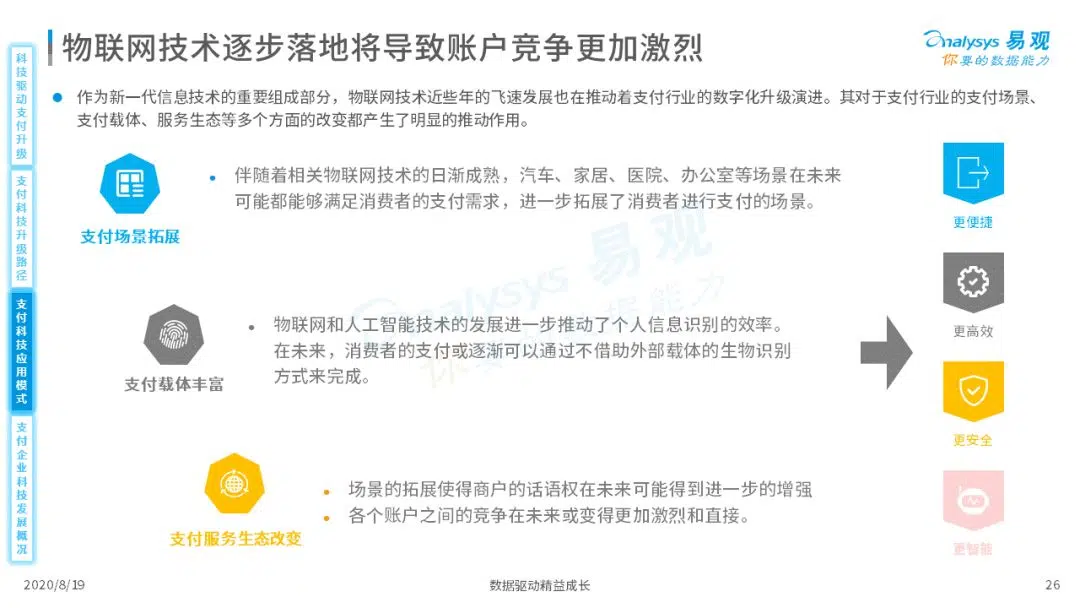 物联网技术逐步落地将导致账户竞争更加激烈
analysys 易观
你要的数据能力
科技驱动支付升级
支付科技升级路径
支付科技应用模式
支付企业科技发展概况
作为新一代信息技术的重要组成部分，物联网技术近些年的飞速发展也在推动着支付行业的数字化升级演进。其对于支付行业的支付场景、
支付载体、服务生态等多个方面的改变都产生了明显的推动作用。
支付场景拓展
伴随着相关物联网技术的日渐成熟，汽车、家居、医院、办公室等场景在未来
可能都能够满足消费者的支付需求，进一步拓展了消费者进行支付的场景。
支付载体丰富
物联网和人工智能技术的发展进一步推动了个人信息识别的效率。
在未来，消费者的支付或逐渐可以通过不借助外部载体的生物识别
方式来完成。
支付服务生态改变
场景的拓展使得商户的话语权在未来可能得到进一步的增强
各个账户之间的竞争在未来或变得更加激烈和直接。
更便捷
更高效
更安全
更智能
analysys 易观
你要的数据能力
2020/8/19
数据驱动精益成长
26